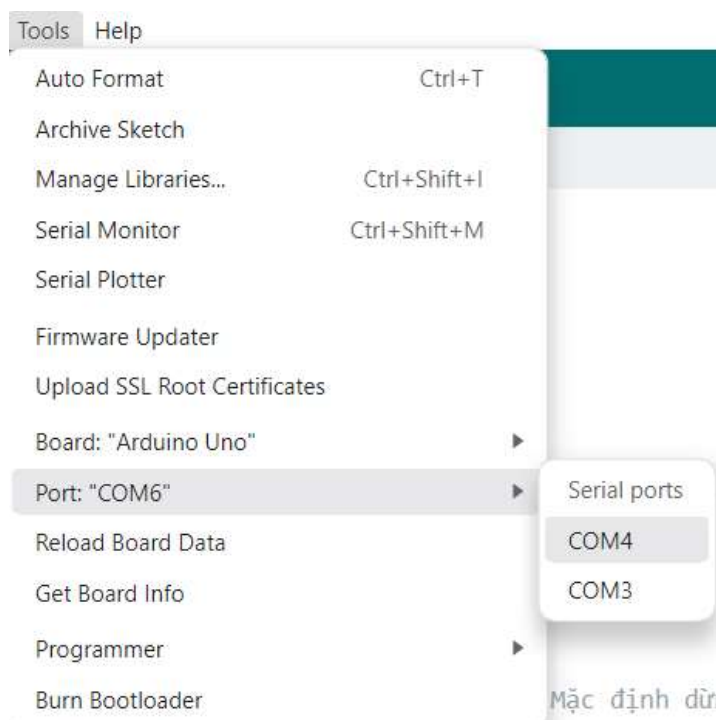 Tools Help
Auto Format Ctrl+T
Archive Sketch
Manage Libraries... Ctrl+Shift+I
Serial Monitor Ctrl+Shift+M
Serial Plotter
Firmware Updater
Upload SSL Root Certificates
Board: "Arduino Uno"
Port: "COM6"
Serial ports
COM4
COM3
Reload Board Data
Get Board Info
Programmer
Burn Bootloader
Mặc định